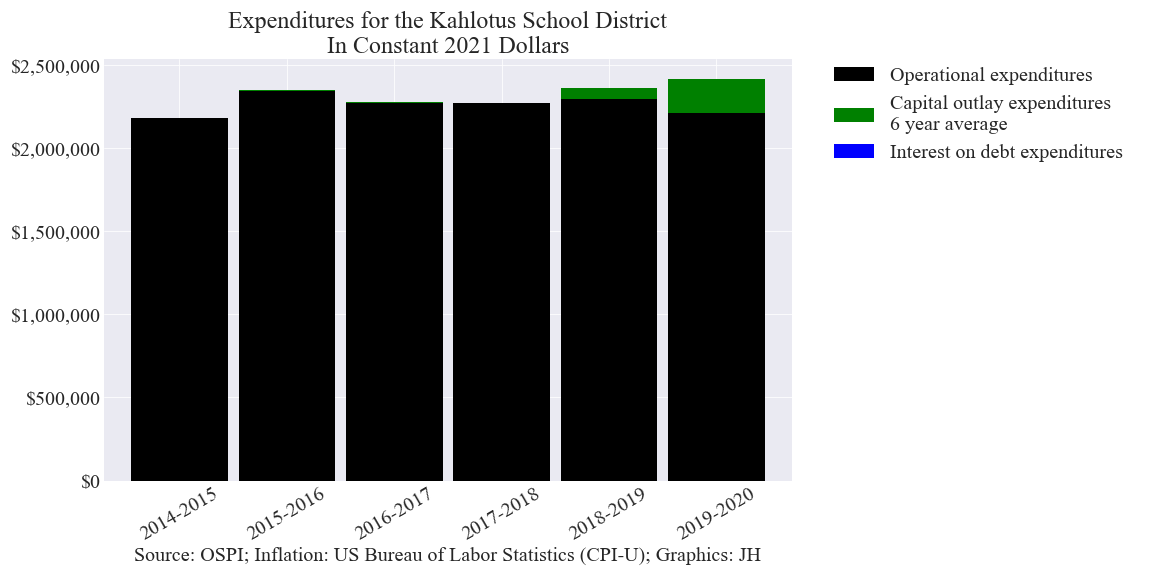 Expenditures for the Kahlotus School District
In Constant 2021 Dollars
$2,500,000
$2,000,000
$1,500,000
$1,000,000
$500,000
$0
2014-2015
2015-2016
2016-2017
2017-2018
2018-2019
2019-2020
Source: OSPI; Inflation: US Bureau of Labor Statistics (CPI-U); Graphics: JH
Operational expenditures
Capital outlay expenditures
6 year average
Interest on debt expenditures